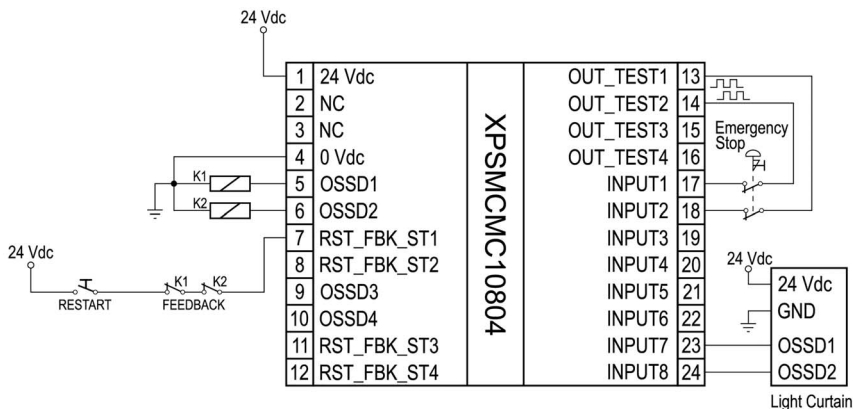 24 Vdc
1 24 Vdc
2 NC
3 NC
4 0 Vdc
5 OSSD1
6 OSSD2
7 RST_FBK_ST1
8 RST_FBK_ST2
9 OSSD3
10 OSSD4
11 RST_FBK_ST3
12 RST_FBK_ST4
K1
K2
24 Vdc
RESTART
K1 K2
FEEDBACK
XPSMCMC10804
OUT_TEST1 13
OUT_TEST2 14
OUT_TEST3 15
OUT_TEST4 16
INPUT1 17
INPUT2 18
INPUT3 19
INPUT4 20
INPUT5 21
INPUT6 22
INPUT7 23
INPUT8 24
Emergency
Stop
24 Vdc
24 Vdc
GND
OSSD1
OSSD2
Light Curtain